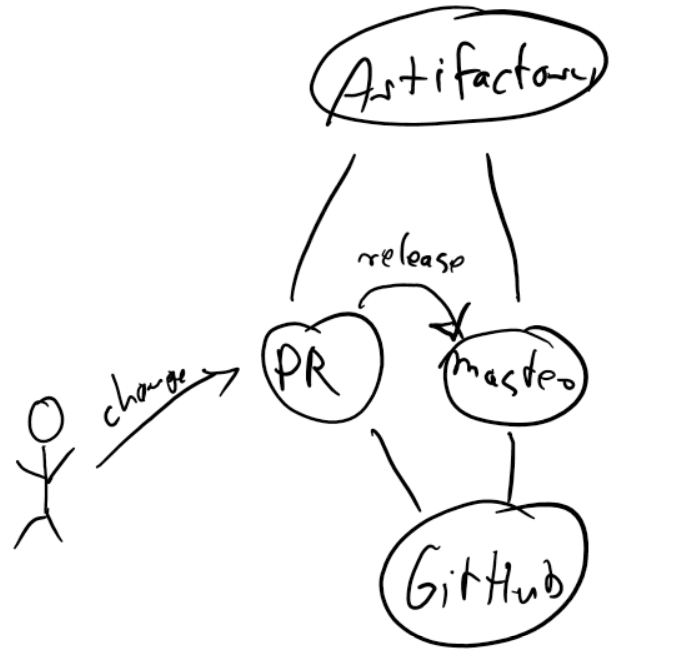 Artifactory
release
change
PR
master
GitHub